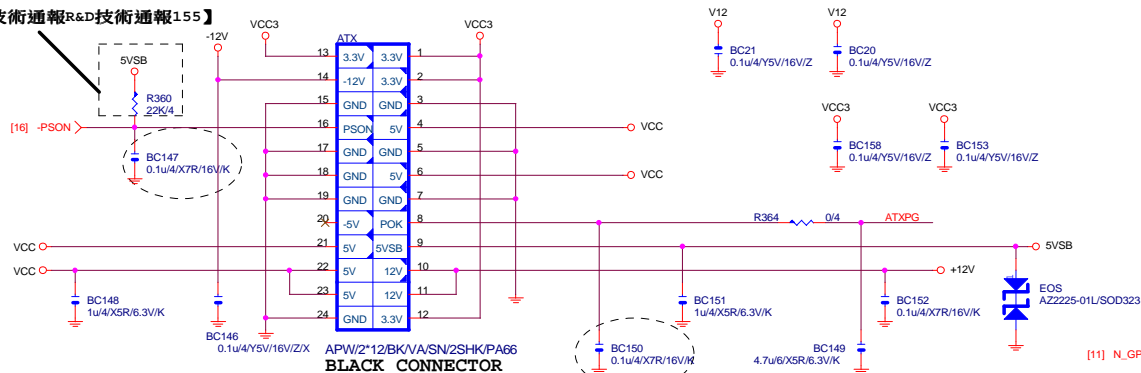 技術通報R&D技術通報155】
-12V
VCC3
ATX
VCC3
V12
V12
BC21
0.1u/4/Y5V/16V/Z
BC20
0.1u/4/Y5V/16V/Z
5VSB
R360
22K/4
[16] -PSON
BC147
0.1u/4/X7R/16V/K
13 3.3V 3.3V 1
14 -12V 3.3V 2
15 GND GND 3
16 PSON 5V 4
17 GND GND 5
18 GND 5V 6
19 GND GND 7
20 -5V POK 8
21 5V 5VSB 9
22 5V 12V 10
23 5V 12V 11
24 GND 3.3V 12
VCC
VCC
VCC3
BC158
0.1u/4/Y5V/16V/Z
VCC3
BC153
0.1u/4/Y5V/16V/Z
R364 0/4 ATXPG
VCC
VCC
5VSB
+12V
BC148
1u/4/X5R/6.3V/K
BC146
0.1u/4/Y5V/16V/Z/X
BC151
1u/4/X5R/6.3V/K
BC152
0.1u/4/X7R/16V/K
EOS
AZ2225-01L/SOD323
APW/2*12/BK/VA/SN/2SHK/PA66
BLACK CONNECTOR
BC150
0.1u/4/X7R/16V/K
BC149
4.7u/6/X5R/6.3V/K
[11] N_GP